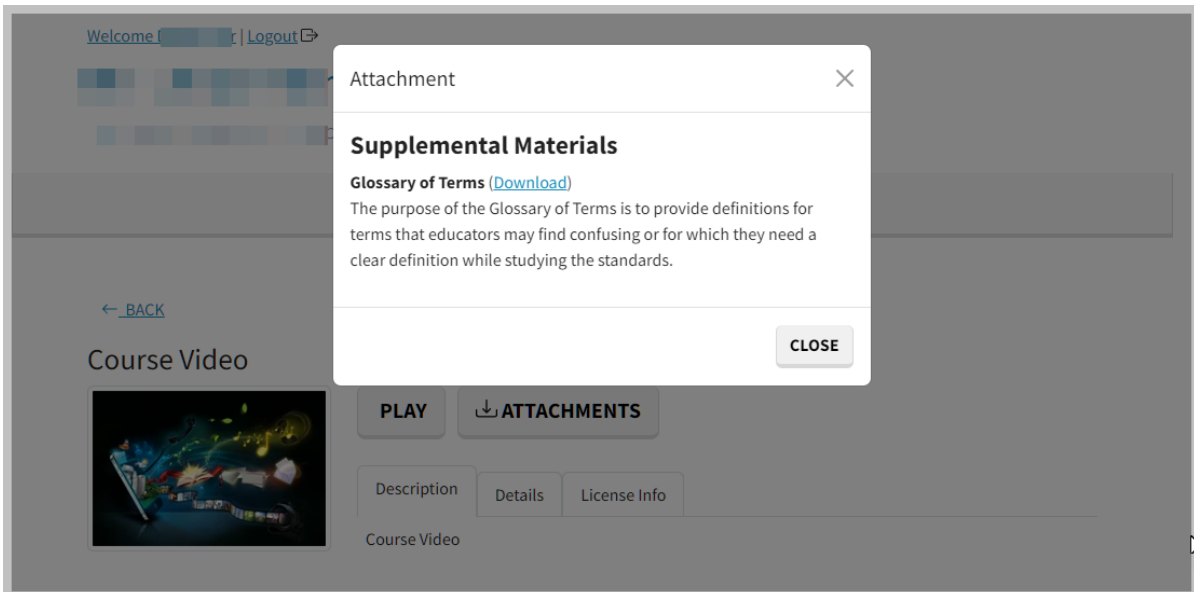 Welcome
Logout
Attachment
Supplemental Materials
Glossary of Terms (Download)
The purpose of the Glossary of Terms is to provide definitions for
terms that educators may find confusing or for which they need a
clear definition while studying the standards.
CLOSE
← BACK
Course Video
PLAY
ATTACHMENTS
Description
Details
License Info
Course Video